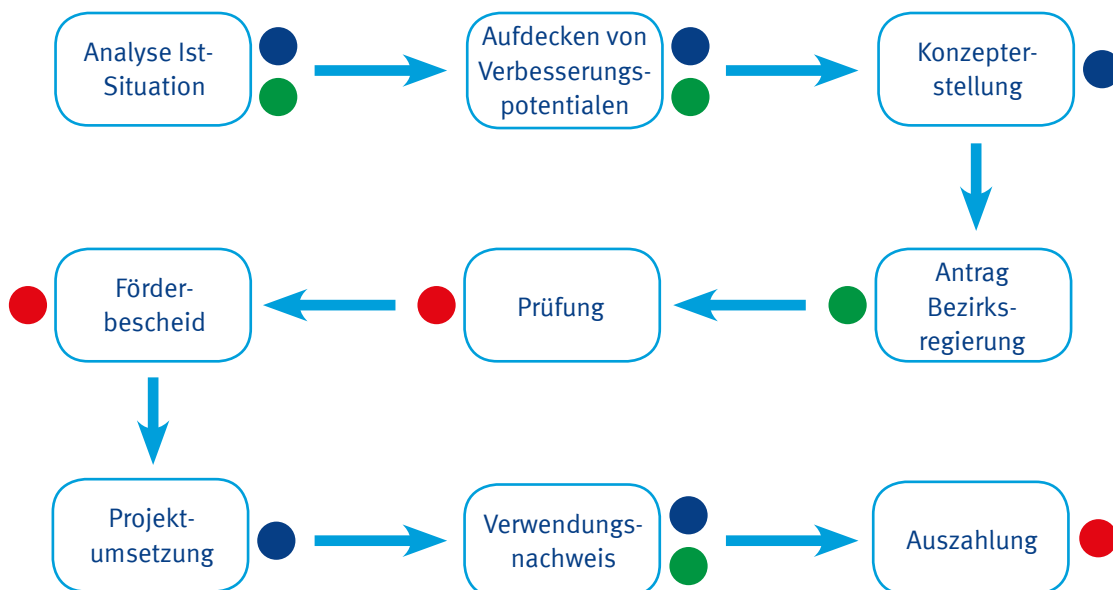 Analyse Ist-
Situation
Aufdecken von
Verbesserungs-
potentialen
Konzepter-
stellung
Antrag
Bezirks-
regierung
Prüfung
Förder-
bescheid
Projekt-
umsetzung
Verwendungs-
nachweis
Auszahlung